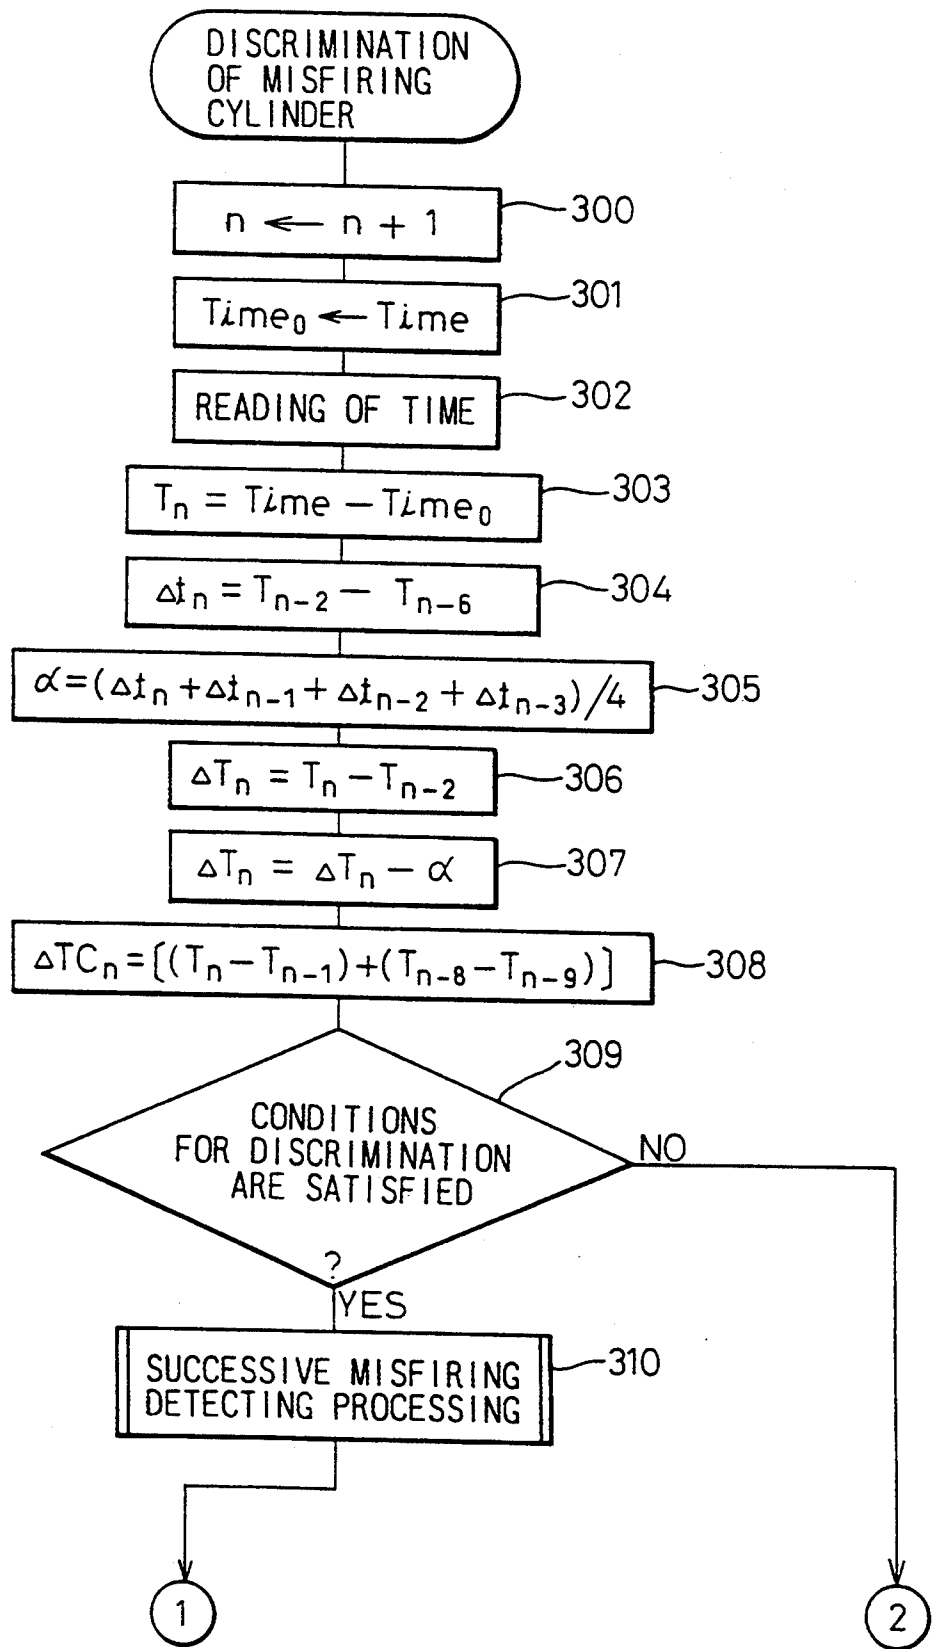 DISCRIMINATION
OF MISFIRING
CYLINDER
n ← n + 1
300
Time₀ ← Time
301
READING OF TIME
302
Tₙ = Time − Time₀
303
Δtₙ = Tₙ₋₂ − Tₙ₋₆
304
α=(Δtₙ+Δtₙ₋₁+Δtₙ₋₂+Δtₙ₋₃)/4
305
ΔTₙ = Tₙ − Tₙ₋₂
306
ΔTₙ = ΔTₙ − α
307
ΔTCₙ=[(Tₙ−Tₙ₋₁)+(Tₙ₋₈−Tₙ₋₉)]
308
309
CONDITIONS
FOR DISCRIMINATION
ARE SATISFIED
?
NO
YES
SUCCESSIVE MISFIRING
DETECTING PROCESSING
310
1
2